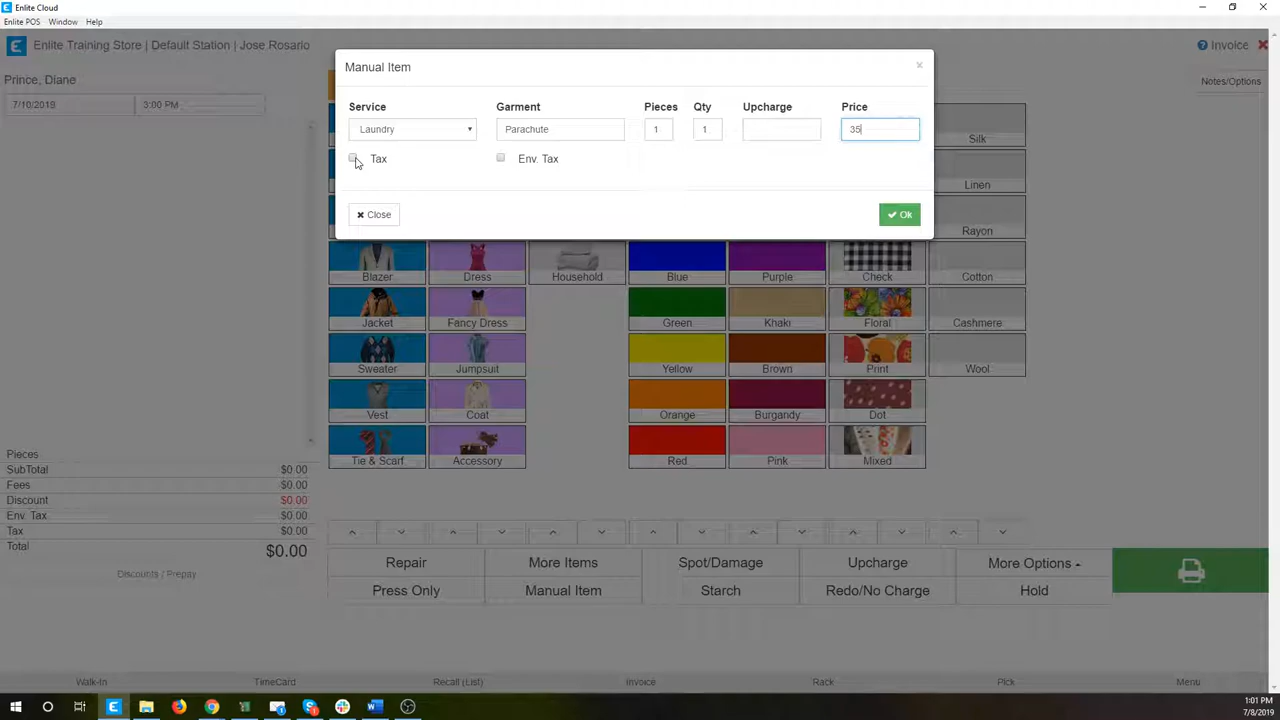 Enlite Cloud
Enlite POS Window Help
Enlite Training Store | Default Station | Jose Rosario
Invoice
Prince, Diane
7/10/2019 3:00 PM
Notes/Options
Manual Item
Service Garment Pieces Qty Upcharge Price
Laundry Parachute 1 1 35
Tax Env. Tax
Close Ok
Silk
Linen
Rayon
Blazer Dress Household Blue Purple Check Cotton
Jacket Fancy Dress Green Khaki Floral Cashmere
Sweater Jumpsuit Yellow Brown Print Wool
Vest Coat Orange Burgandy Dot
Tie & Scarf Accessory Red Pink Mixed
Pieces
SubTotal $0.00
Fees $0.00
Discount $0.00
Env. Tax $0.00
Tax $0.00
Total $0.00
Discounts / Prepay
Repair More Items Spot/Damage Upcharge More Options
Press Only Manual Item Starch Redo/No Charge Hold
Walk-In TimeCard Recall (List) Invoice Rack Pick Menu
1:01 PM
7/8/2019